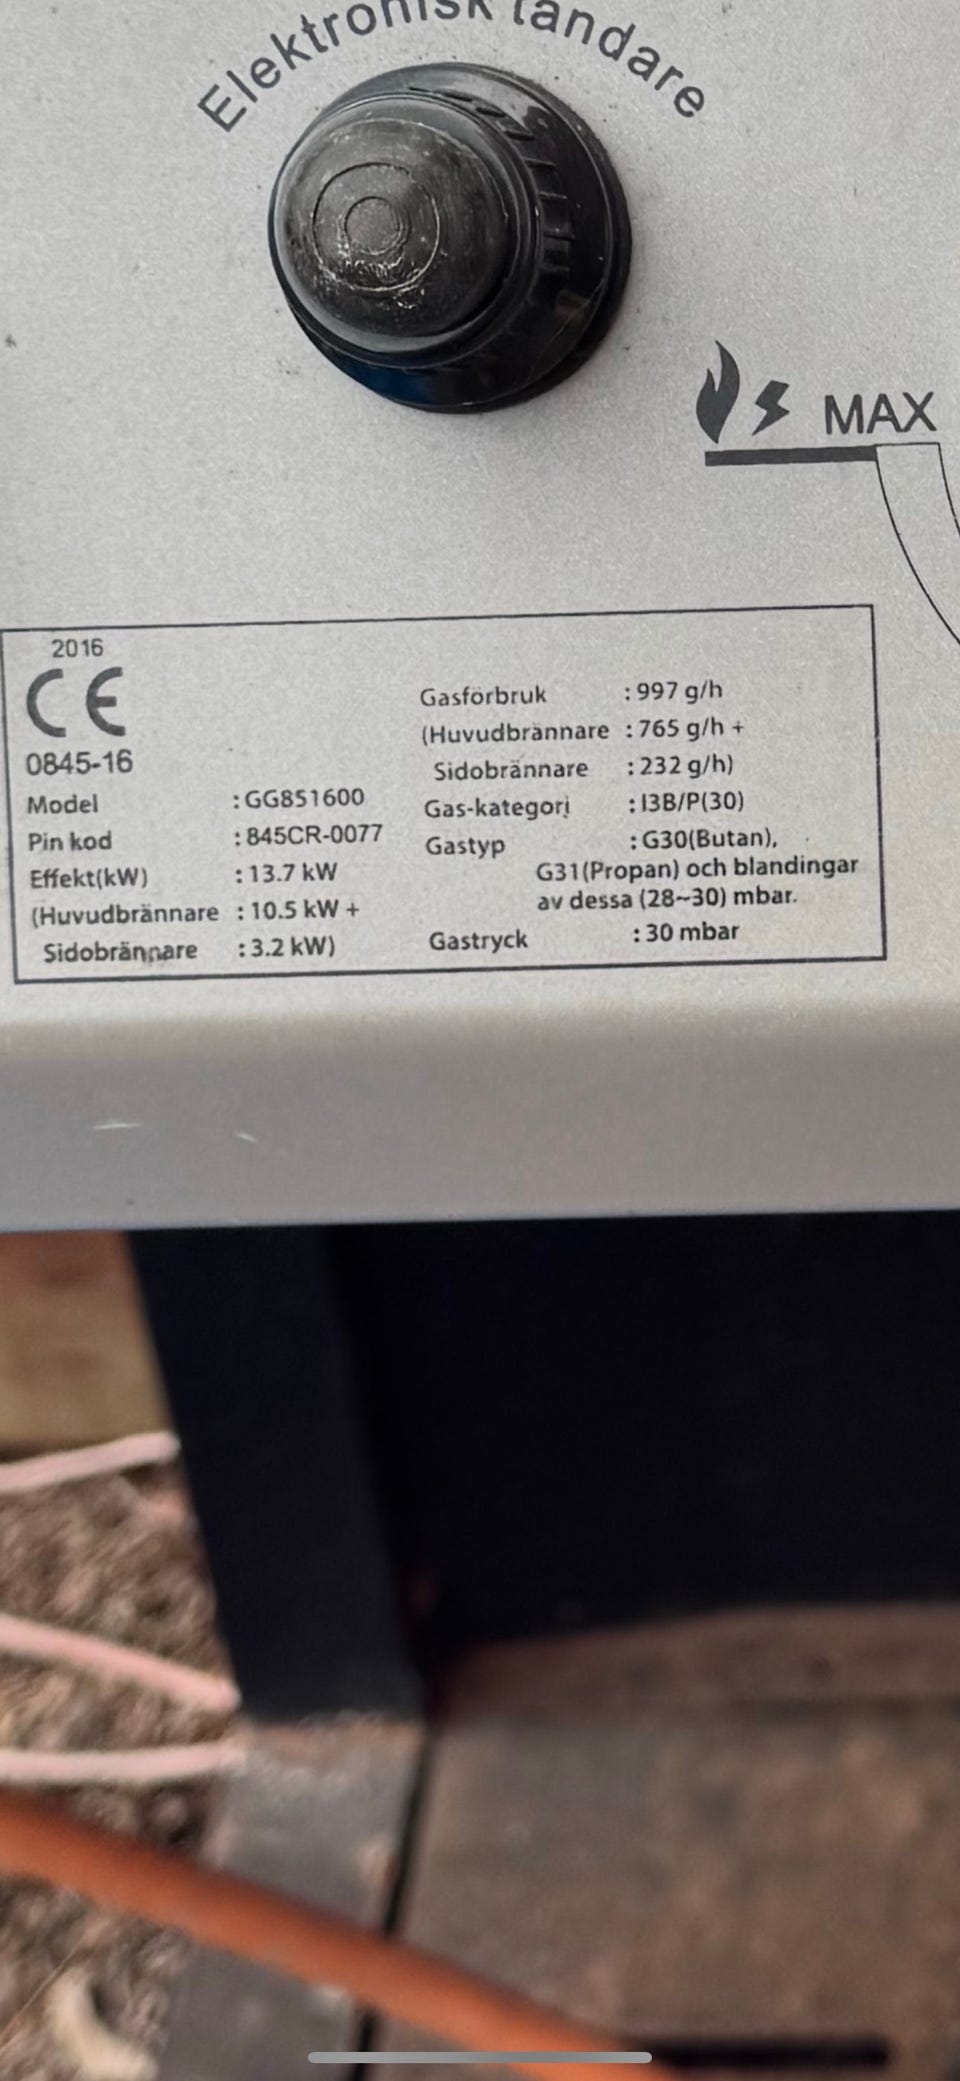 Elektronisk tändare
MAX
2016
CE
0845-16
Model : GG851600
Pin kod : 845CR-0077
Effekt(kW) : 13.7 kW
(Huvudbrännare : 10.5 kW +
Sidobrännare : 3.2 kW)
Gasförbruk : 997 g/h
(Huvudbrännare : 765 g/h +
Sidobrännare : 232 g/h)
Gas-kategori : I3B/P(30)
Gastyp : G30(Butan),
G31(Propan) och blandingar
av dessa (28~30) mbar.
Gastryck : 30 mbar